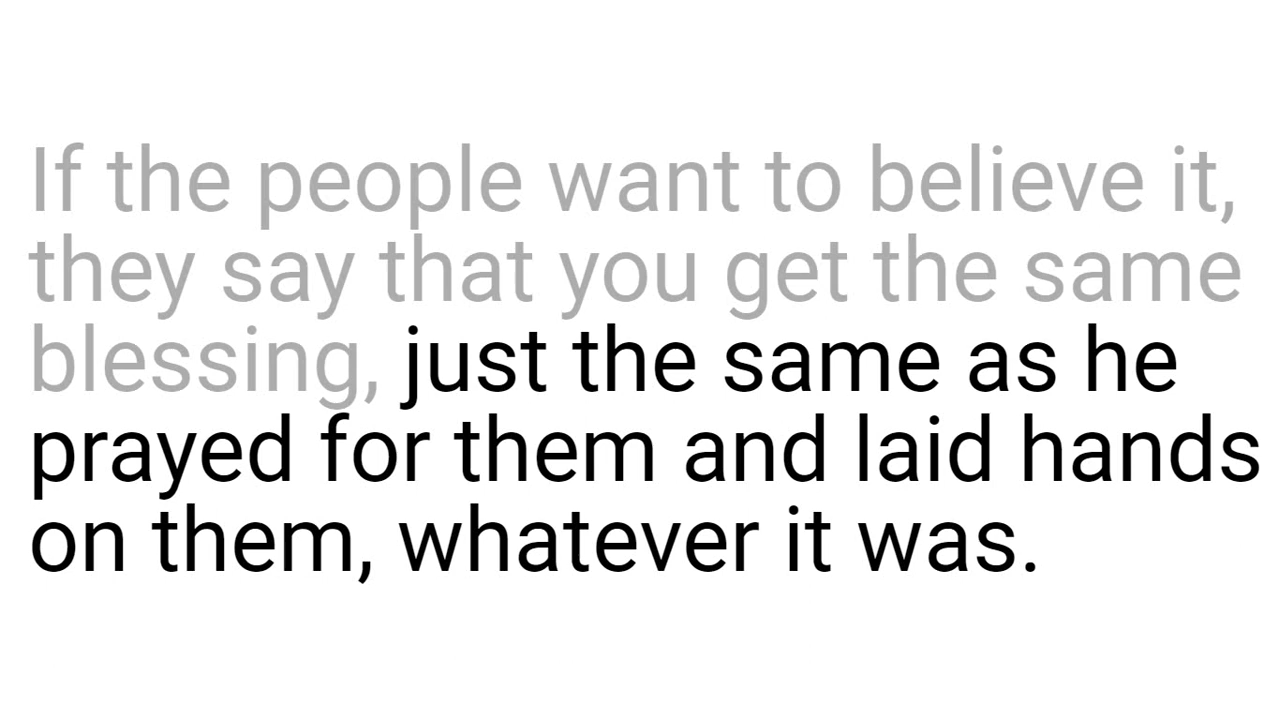 If the people want to believe it,
they say that you get the same
blessing, just the same as he
prayed for them and laid hands
on them, whatever it was.